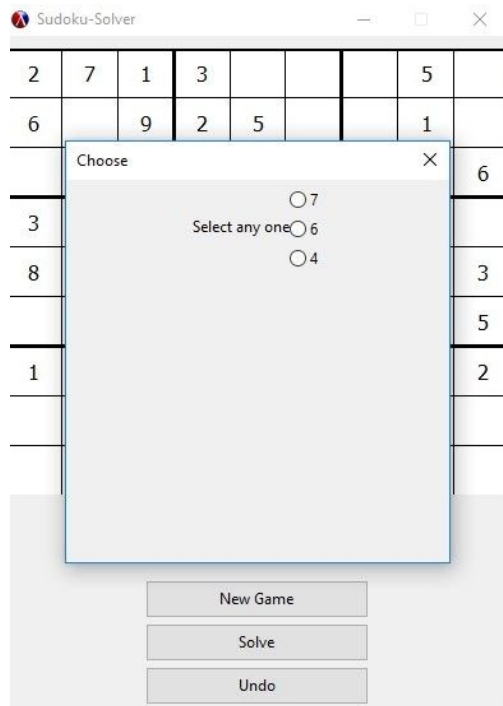 Sudoku-Solver
2 7 1 3 5
6 9 2 5 1
Choose
6
7
3 Select any one 6
4
8 3
5
1 2
New Game
Solve
Undo